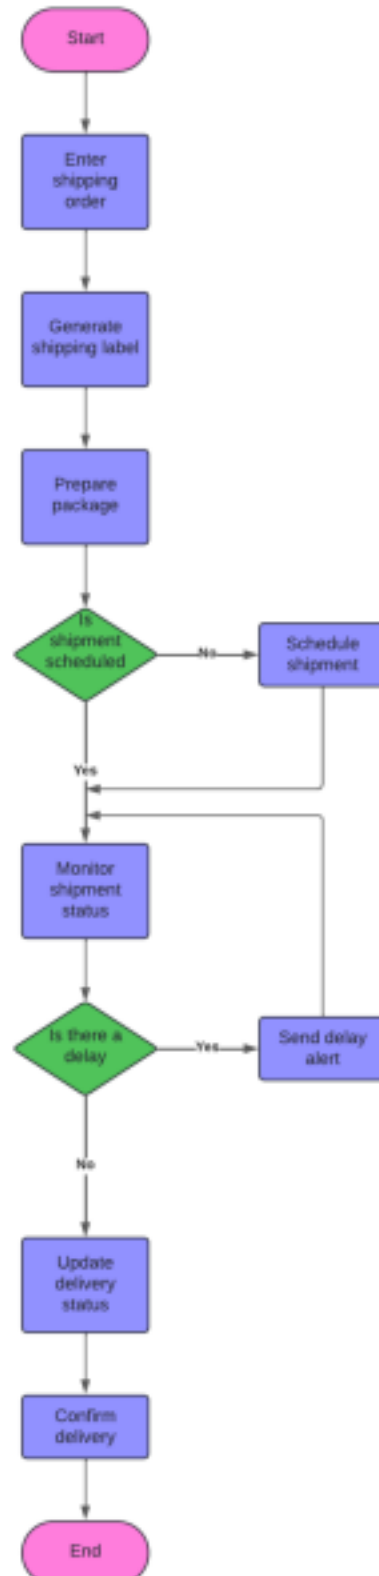 Start
Enter
shipping
order
Generate
shipping label
Prepare
package
Is
shipment
scheduled
No
Schedule
shipment
Yes
Monitor
shipment
status
Is there a
delay
Yes
Send delay
alert
No
Update
delivery
status
Confirm
delivery
End